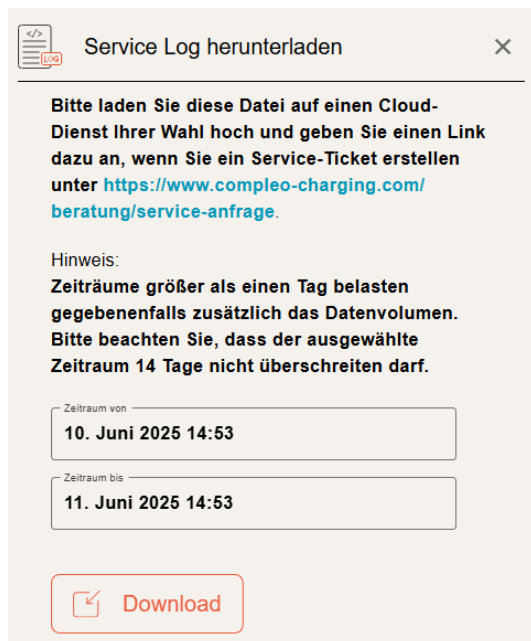 </>
LOG
Service Log herunterladen
Bitte laden Sie diese Datei auf einen Cloud-
Dienst Ihrer Wahl hoch und geben Sie einen Link
dazu an, wenn Sie ein Service-Ticket erstellen
unter https://www.compleo-charging.com/
beratung/service-anfrage.
Hinweis:
Zeiträume größer als einen Tag belasten
gegebenenfalls zusätzlich das Datenvolumen.
Bitte beachten Sie, dass der ausgewählte
Zeitraum 14 Tage nicht überschreiten darf.
Zeitraum von
10. Juni 2025 14:53
Zeitraum bis
11. Juni 2025 14:53
Download